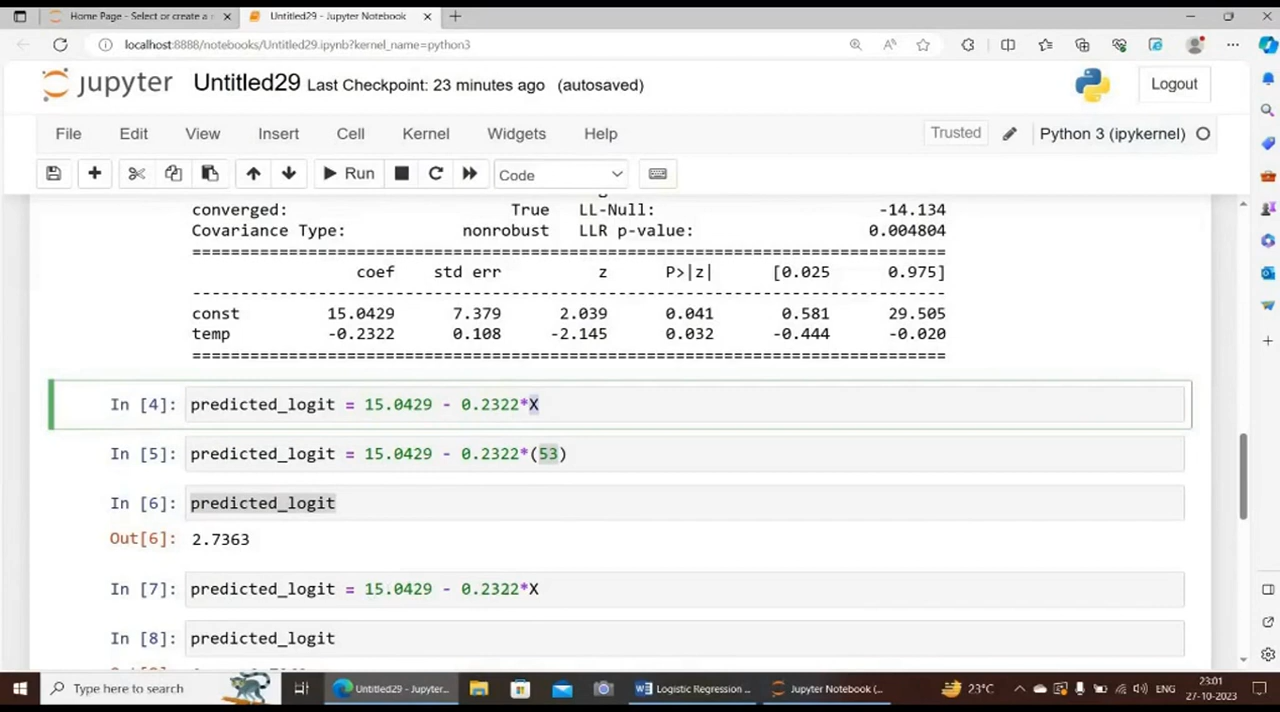 Home Page - Select or create a n
Untitled29 - Jupyter Notebook
localhost:8888/notebooks/Untitled29.ipynb?kernel_name=python3
jupyter Untitled29 Last Checkpoint: 23 minutes ago (autosaved) Logout
File Edit View Insert Cell Kernel Widgets Help Trusted Python 3 (ipykernel)
Run Code
converged: True LL-Null: -14.134
Covariance Type: nonrobust LLR p-value: 0.004804
==============================================================================
coef std err z P>|z| [0.025 0.975]
------------------------------------------------------------------------------
const 15.0429 7.379 2.039 0.041 0.581 29.505
temp -0.2322 0.108 -2.145 0.032 -0.444 -0.020
==============================================================================
In [4]: predicted_logit = 15.0429 - 0.2322*X
In [5]: predicted_logit = 15.0429 - 0.2322*(53)
In [6]: predicted_logit
Out[6]: 2.7363
In [7]: predicted_logit = 15.0429 - 0.2322*X
In [8]: predicted_logit
Type here to search
Untitled29 - Jupyter...
Logistic Regression ...
Jupyter Notebook (...
23°C
ENG
23:01
27-10-2023